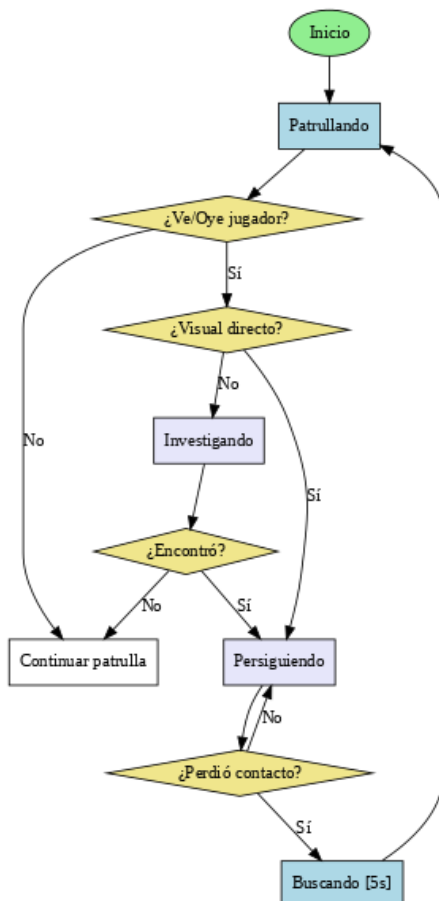 Inicio
Patrullando
¿Ve/Oye jugador?
Sí
¿Visual directo?
No
Investigando
No
Sí
¿Encontró?
No
Sí
Continuar patrulla
Persiguiendo
No
¿Perdió contacto?
Sí
Buscando [5s]